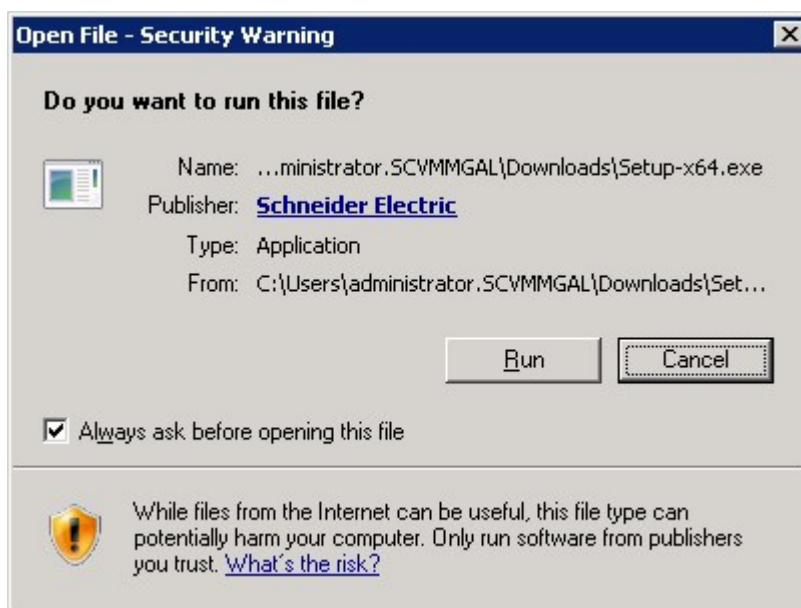 Open File - Security Warning
Do you want to run this file?
Name: ...ministrator.SCVMMGAL\Downloads\Setup-x64.exe
Publisher: Schneider Electric
Type: Application
From: C:\Users\administrator.SCVMMGAL\Downloads\Set...
Run Cancel
Always ask before opening this file
While files from the Internet can be useful, this file type can
potentially harm your computer. Only run software from publishers
you trust. What's the risk?